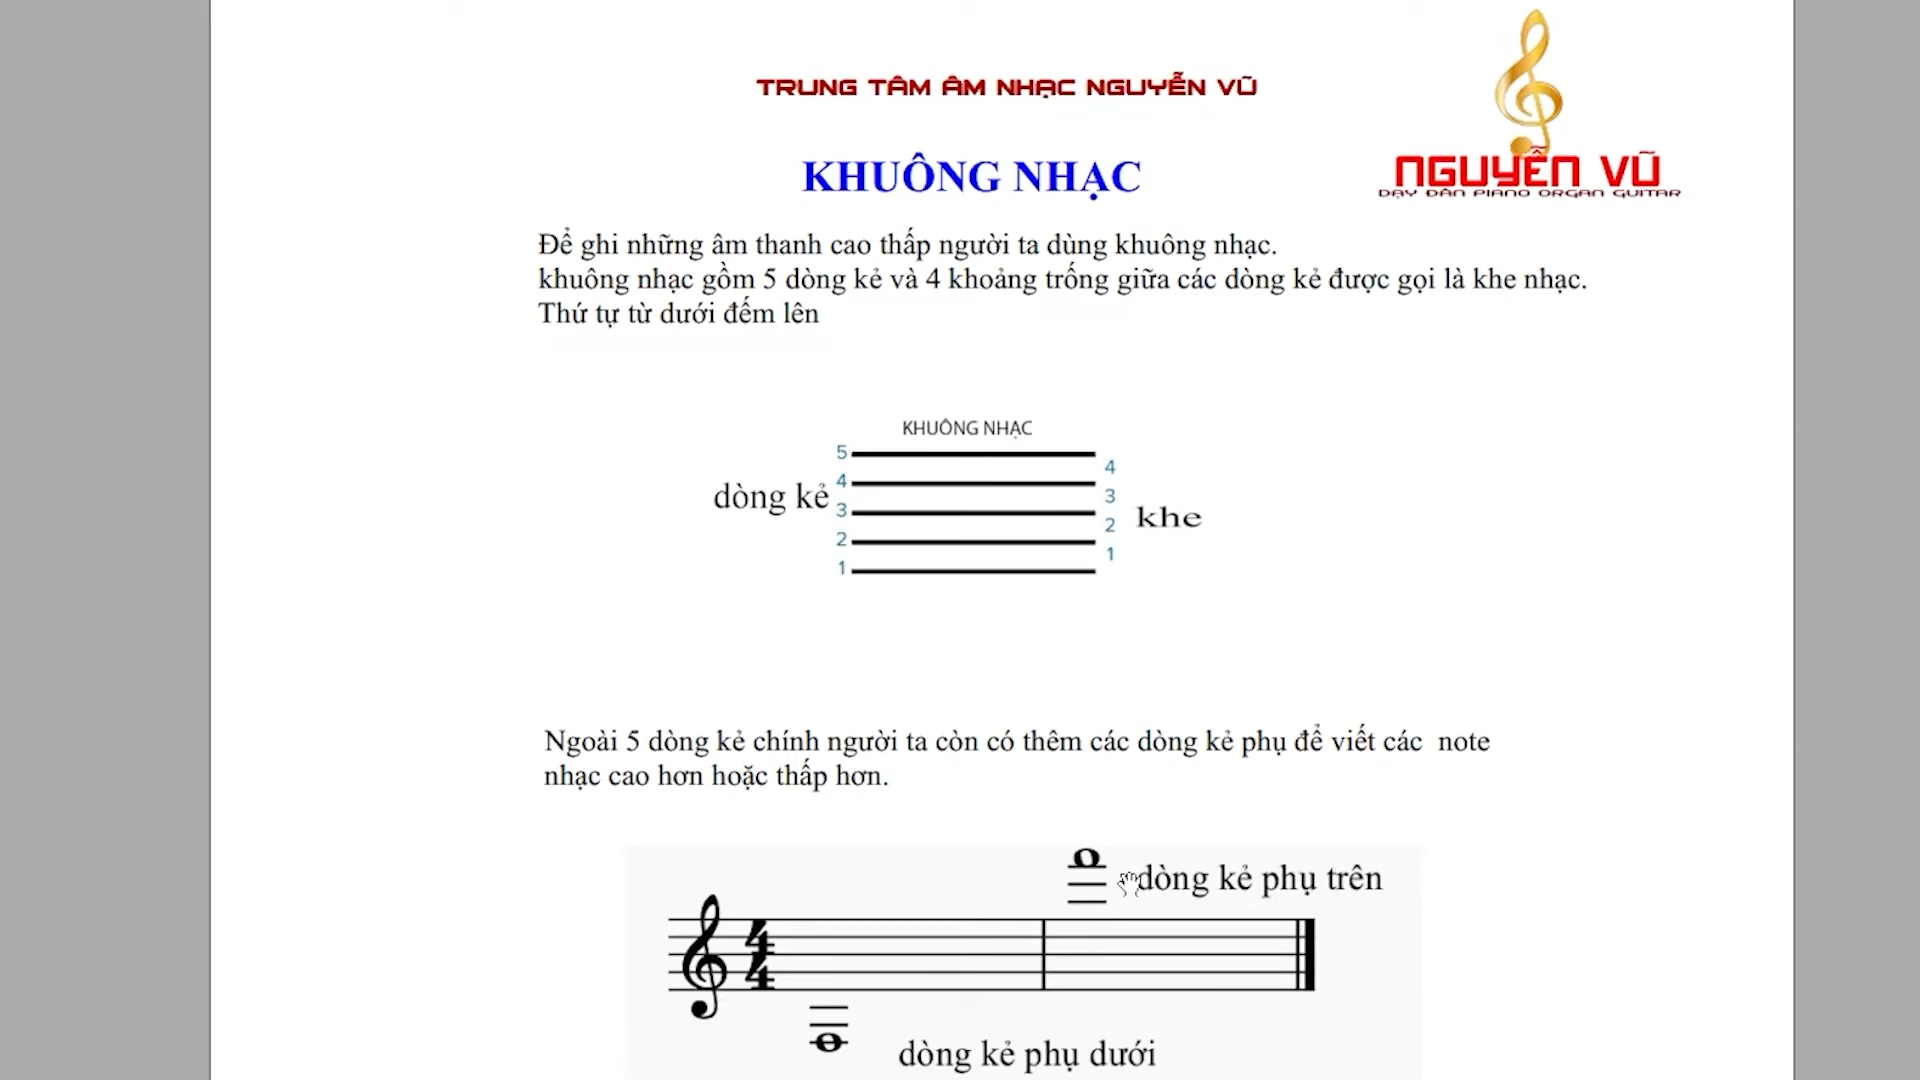 TRUNG TÂM ÂM NHẠC NGUYỄN VŨ
NGUYỄN VŨ
DẠY ĐÀN PIANO ORGAN GUITAR
KHUÔNG NHẠC
Để ghi những âm thanh cao thấp người ta dùng khuông nhạc.
khuông nhạc gồm 5 dòng kẻ và 4 khoảng trống giữa các dòng kẻ được gọi là khe nhạc.
Thứ tự từ dưới đếm lên
KHUÔNG NHẠC
5
4
4
3
dòng kẻ
3
2
khe
2
1
1
Ngoài 5 dòng kẻ chính người ta còn có thêm các dòng kẻ phụ để viết các note
nhạc cao hơn hoặc thấp hơn.
dòng kẻ phụ trên
4
4
dòng kẻ phụ dưới